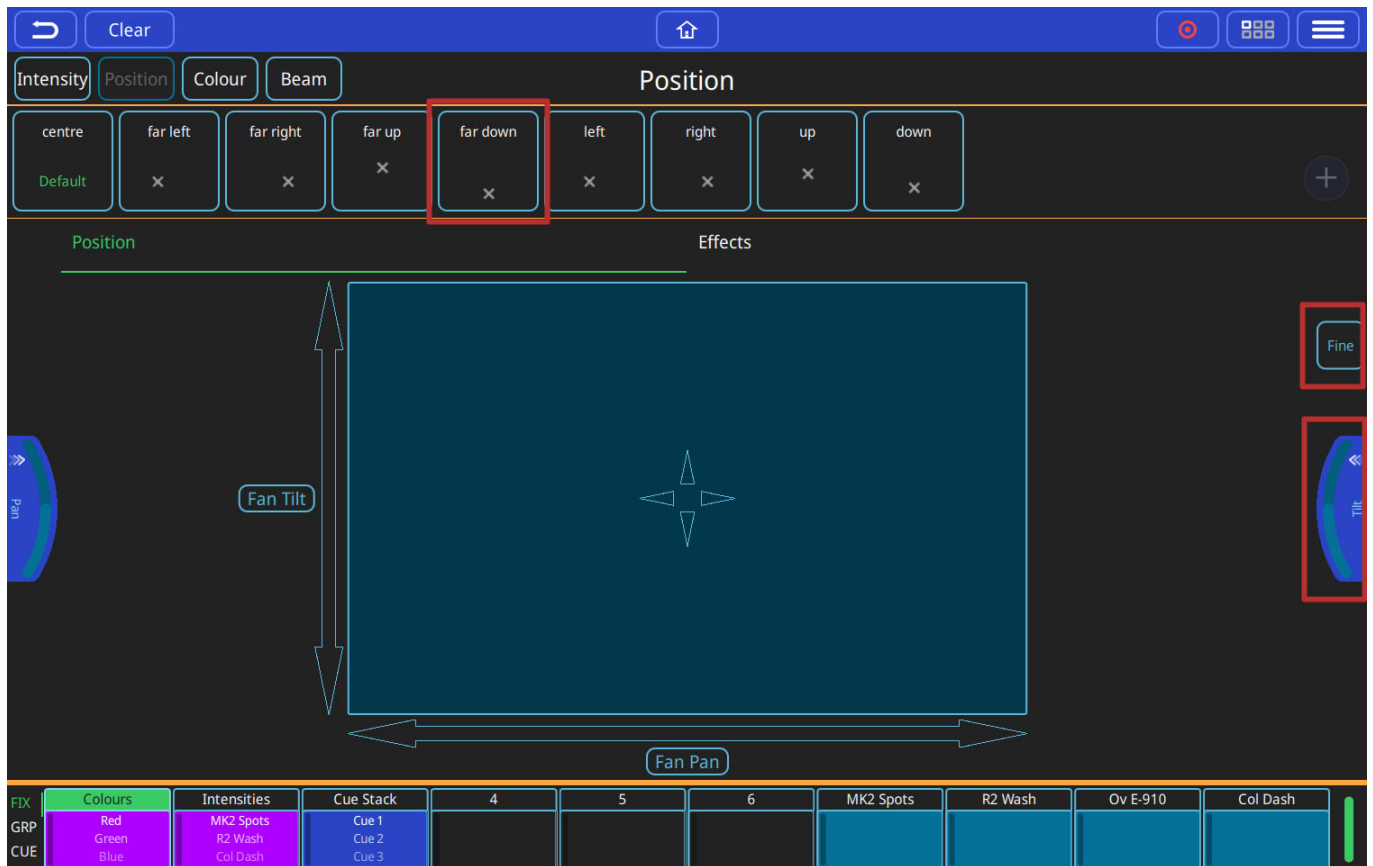 Clear
Intensity Position Colour Beam Position
centre far left far right far up far down left right up down
Default
Position Effects
Fine
Pan
Tilt
Fan Tilt
Fan Pan
FIX Colours Intensities Cue Stack 4 5 6 MK2 Spots R2 Wash Ov E-910 Col Dash
GRP Red MK2 Spots Cue 1
Green R2 Wash Cue 2
CUE Blue Col Dash Cue 3